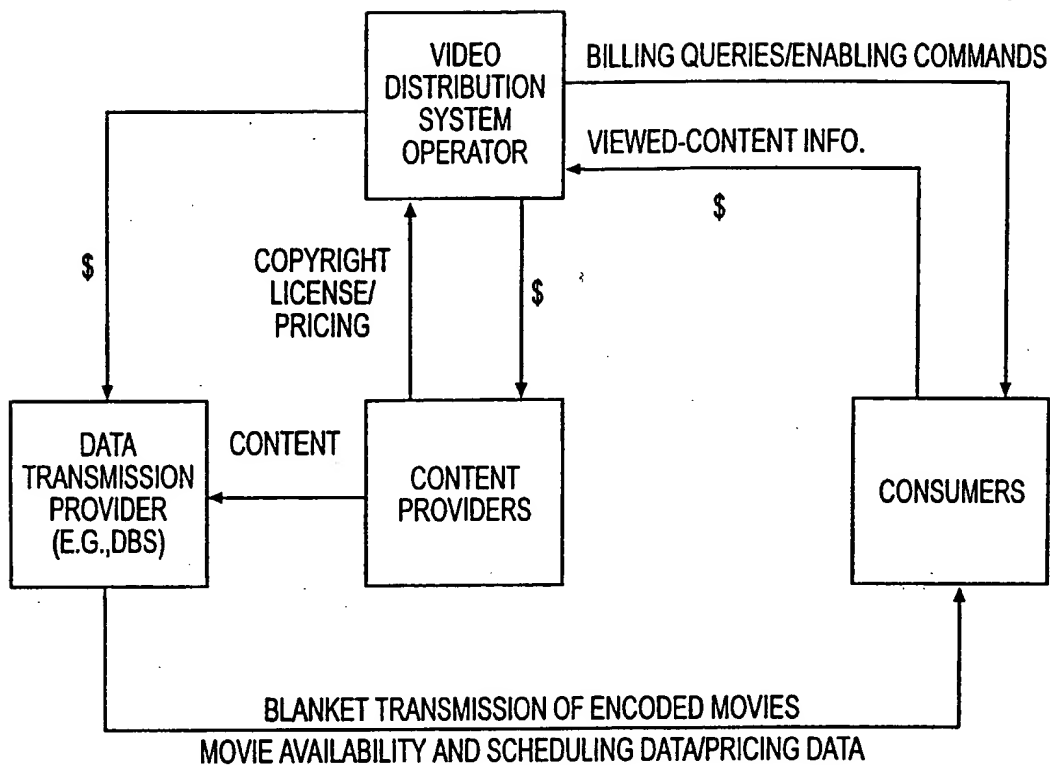 VIDEO
DISTRIBUTION
SYSTEM
OPERATOR
BILLING QUERIES/ENABLING COMMANDS
VIEWED-CONTENT INFO.
$
$
COPYRIGHT
LICENSE/
PRICING
$
DATA
TRANSMISSION
PROVIDER
(E.G.,DBS)
CONTENT
CONTENT
PROVIDERS
CONSUMERS
BLANKET TRANSMISSION OF ENCODED MOVIES
MOVIE AVAILABILITY AND SCHEDULING DATA/PRICING DATA